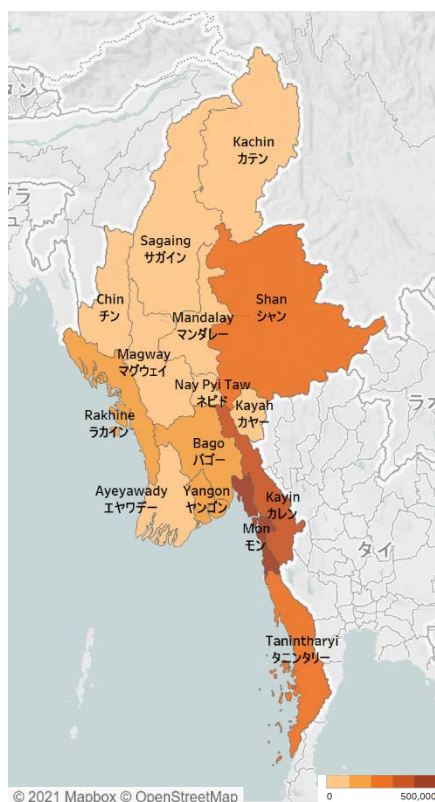 タン
Kachin
カテン
Sagaing
サガイン
Chin
チン
Shan
シャン
Mandalay
マンダレー
Magway
マグウェイ
Nay Pyi Taw
ネピド
Kayah
カヤー
Rakhine
ラカイン
Bago
バゴー
Ayeyawady
エヤワデー
Yangon
ヤンゴン
Kayin
カレン
Mon
モン
タイ
Tanintharyi
タニンタリー
0 500,000
© 2021 Mapbox © OpenStreetMap